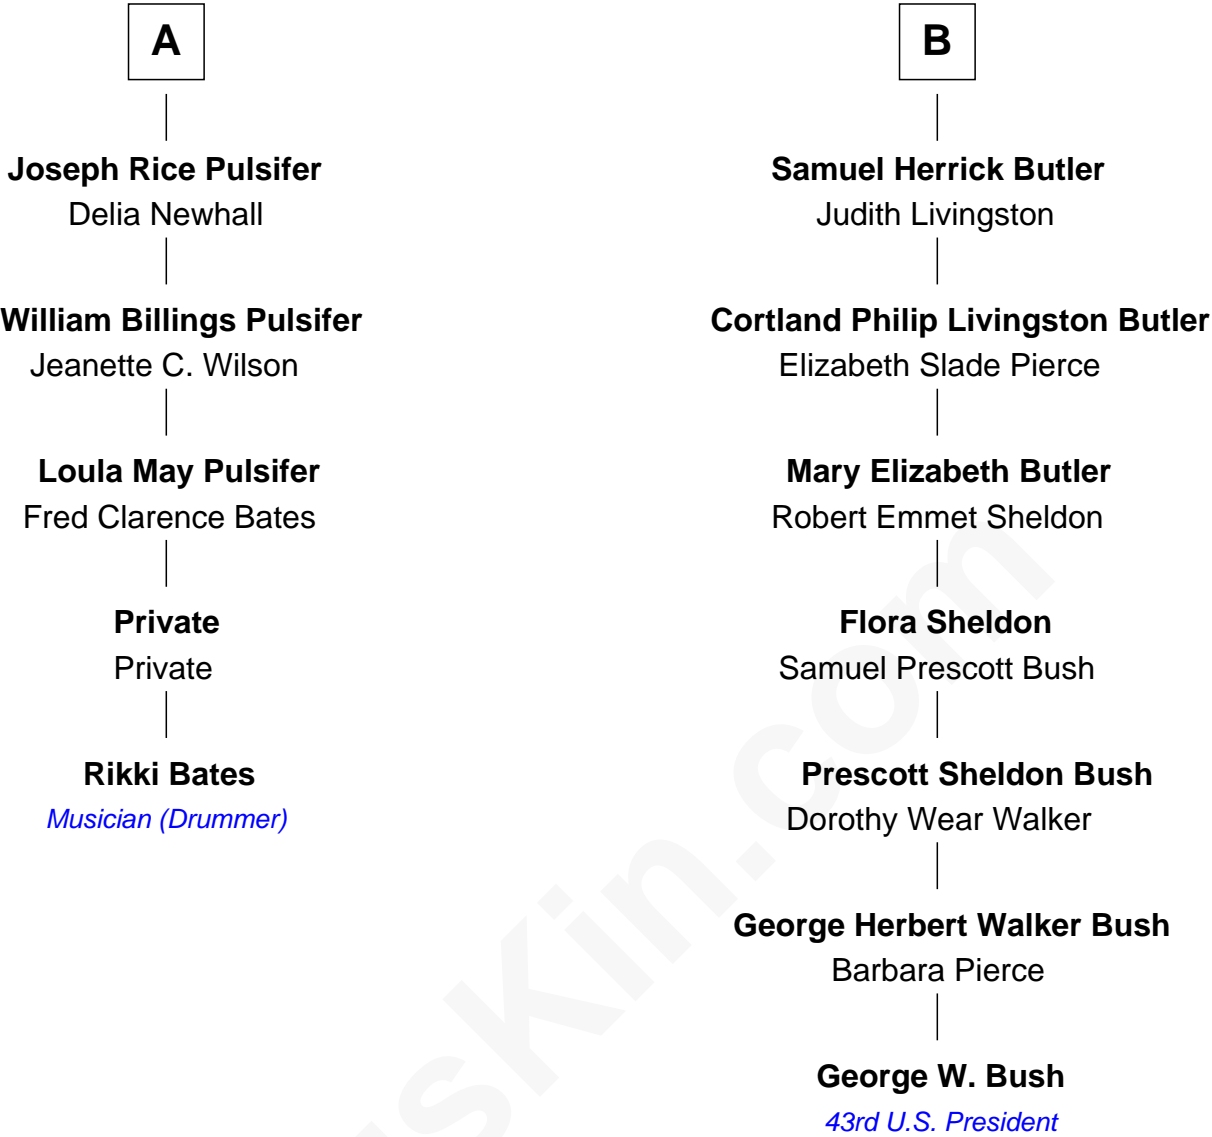 A
Joseph Rice Pulsifer
Delia Newhall
William Billings Pulsifer
Jeanette C. Wilson
Loula May Pulsifer
Fred Clarence Bates
Private
Private
Rikki Bates
Musician (Drummer)
B
Samuel Herrick Butler
Judith Livingston
Cortland Philip Livingston Butler
Elizabeth Slade Pierce
Mary Elizabeth Butler
Robert Emmet Sheldon
Flora Sheldon
Samuel Prescott Bush
Prescott Sheldon Bush
Dorothy Wear Walker
George Herbert Walker Bush
Barbara Pierce
George W. Bush
43rd U.S. President
sKin.com